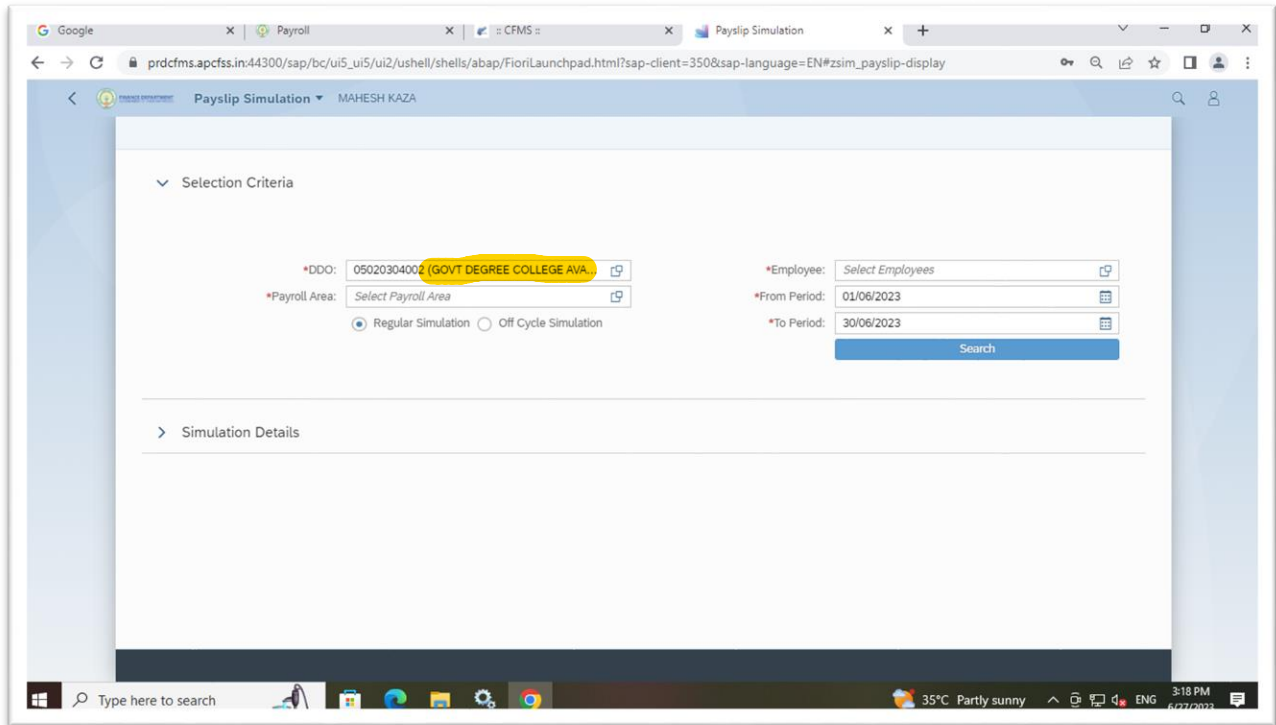 Google
Payroll
:: CFMS ::
Payslip Simulation
prdcfms.apcfss.in:44300/sap/bc/ui5_ui5/ui2/ushell/shells/abap/FioriLaunchpad.html?sap-client=350&sap-language=EN#zsim_payslip-display
Payslip Simulation MAHESH KAZA
Selection Criteria
*DDO: 05020304002 (GOVT DEGREE COLLEGE AVA... *Employee: Select Employees
*Payroll Area: Select Payroll Area *From Period: 01/06/2023
Regular Simulation Off Cycle Simulation *To Period: 30/06/2023
Search
Simulation Details
Type here to search 35°C Partly sunny ENG 3:18 PM
6/27/2023